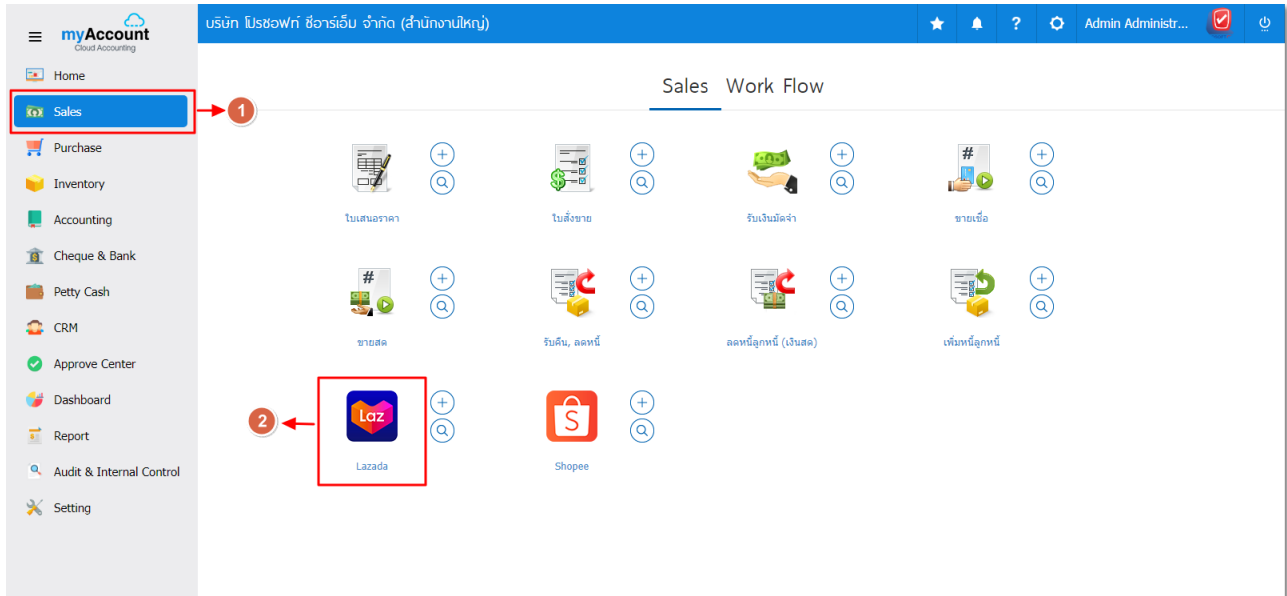 myAccount
Cloud Accounting
บริษัท โปรซอฟท์ ซีอาร์เอ็ม จำกัด (สำนักงานใหญ่)
?
Admin Administr...
Home
Sales
Purchase
Inventory
Accounting
Cheque & Bank
Petty Cash
CRM
Approve Center
Dashboard
Report
Audit & Internal Control
Setting
1
Sales Work Flow
ใบเสนอราคา
ใบสั่งขาย
รับเงินมัดจำ
#
ขายเชื่อ
#
ขายสด
รับคืน, ลดหนี้
ลดหนี้ลูกหนี้ (เงินสด)
เพิ่มหนี้ลูกหนี้
2
Laz
Lazada
S
Shopee